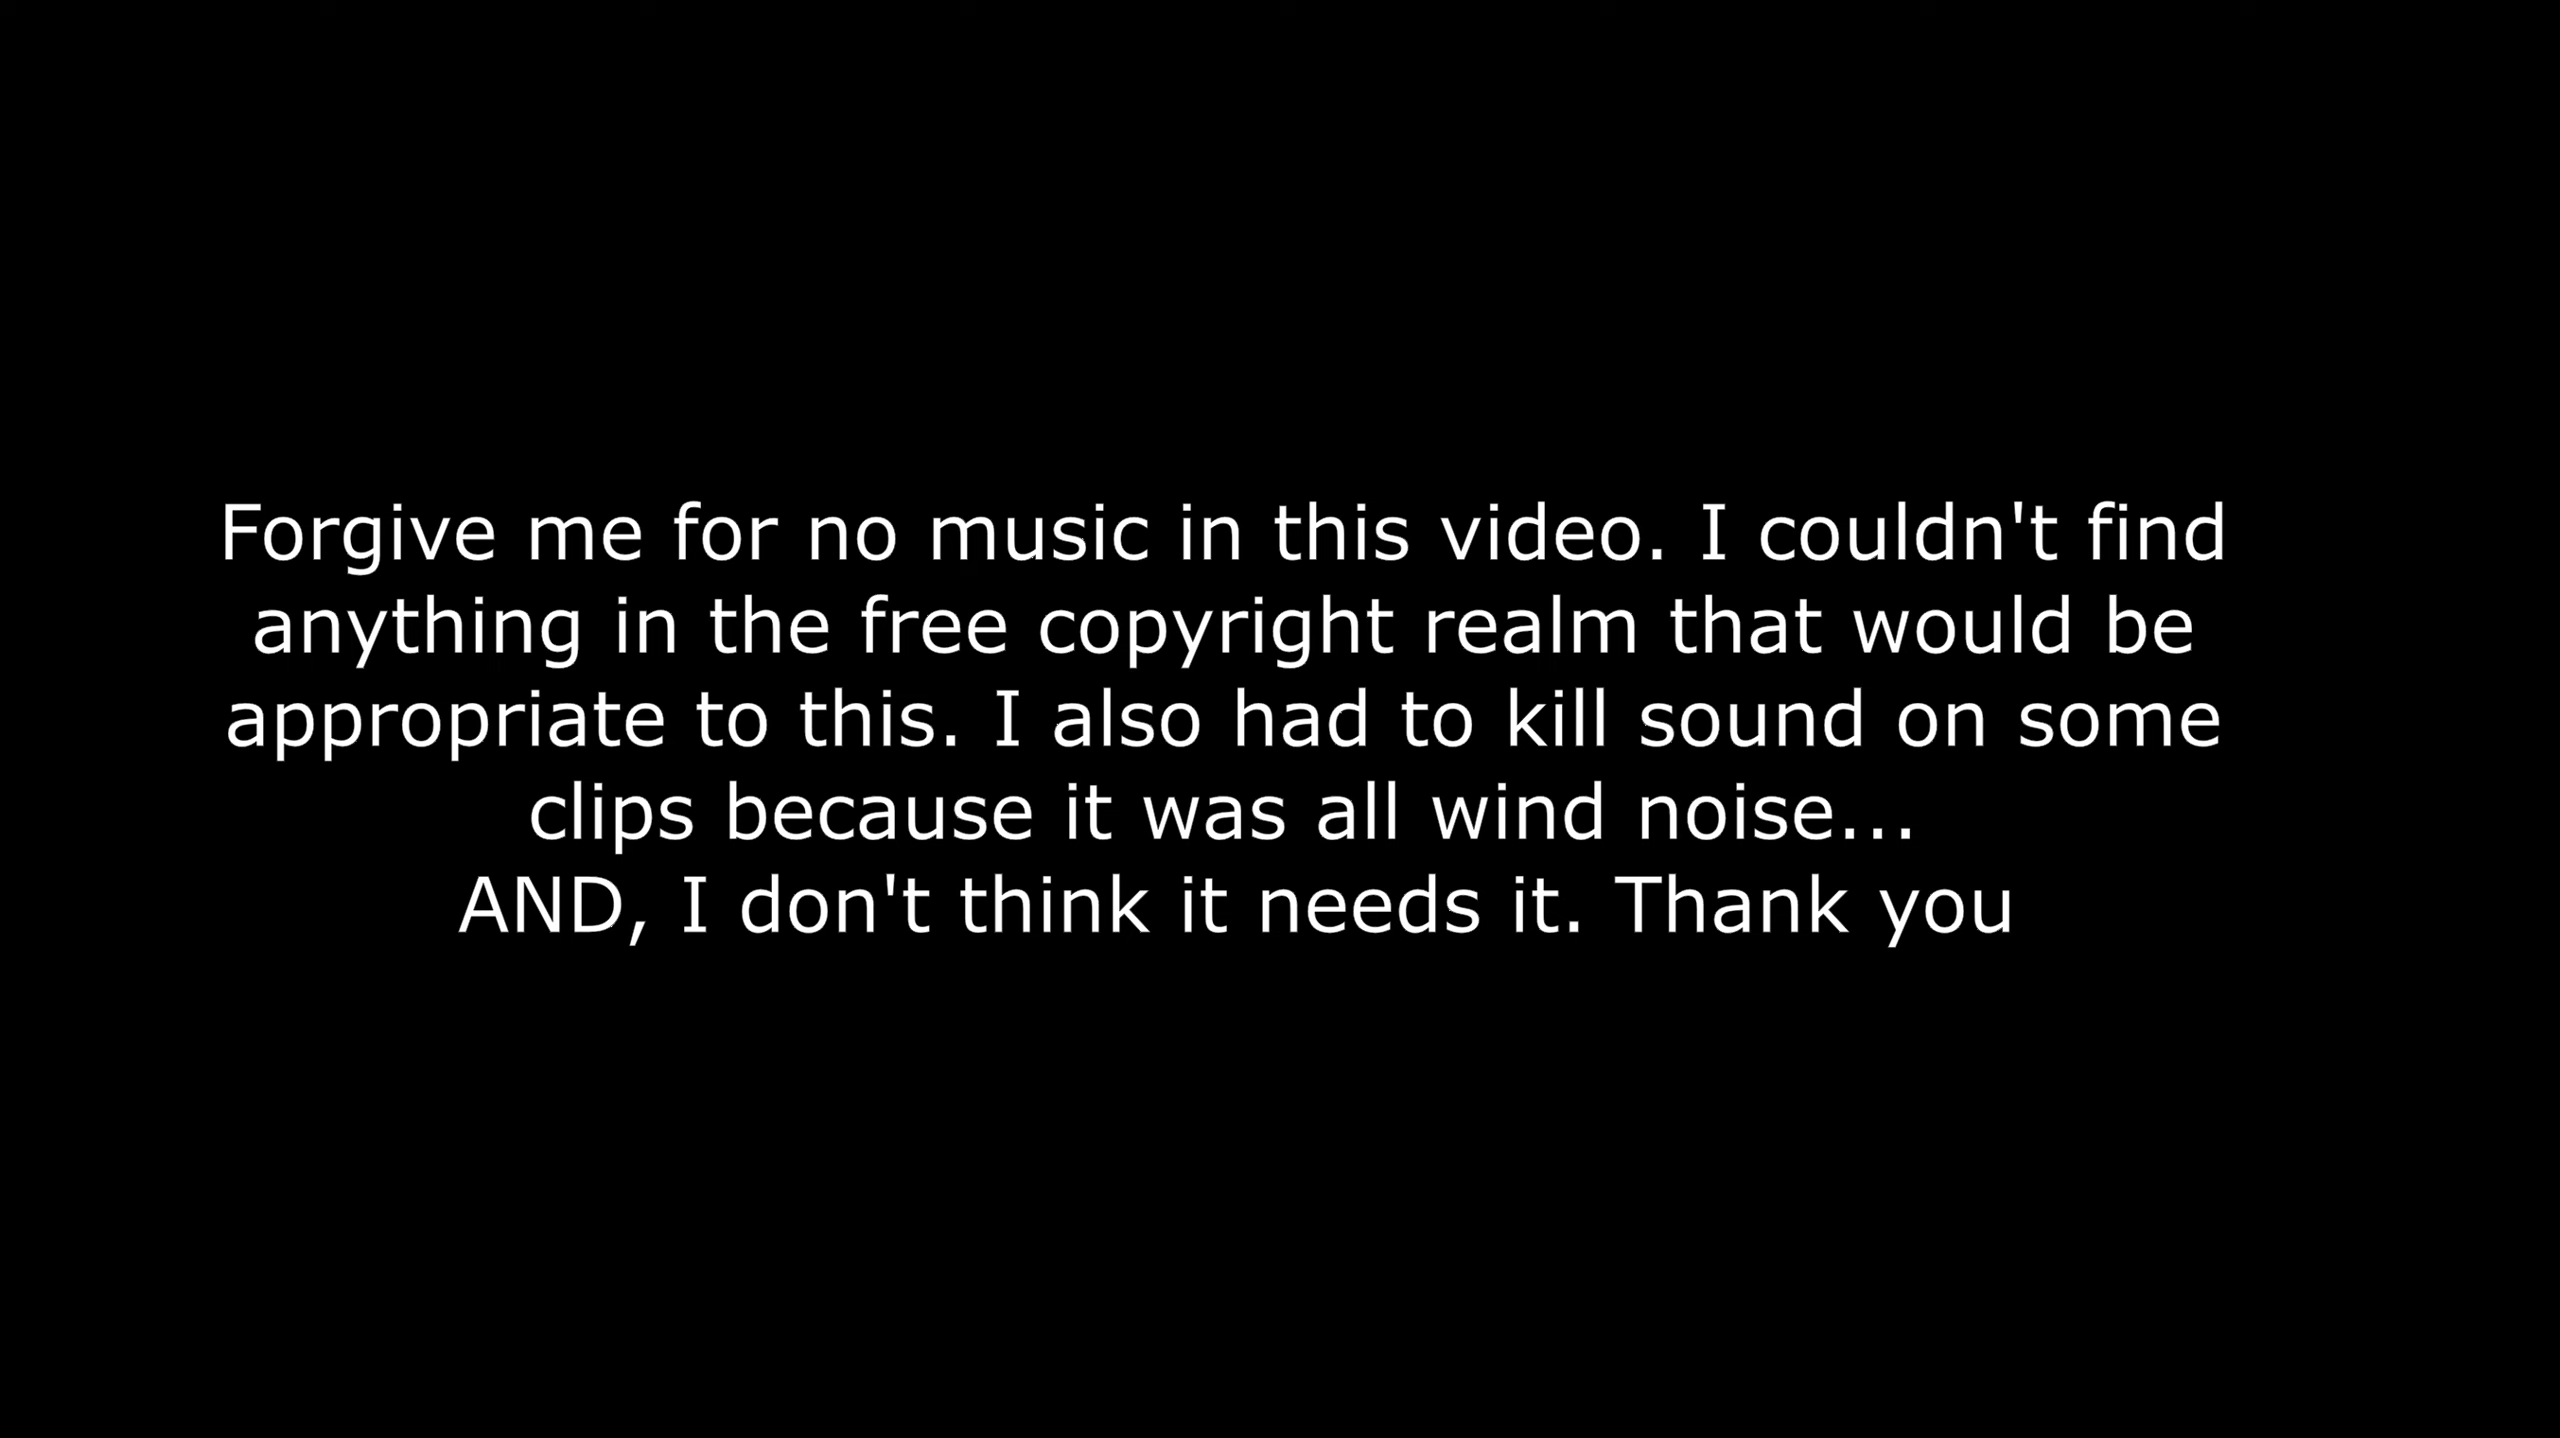 Forgive me for no music in this video. I couldn't find
anything in the free copyright realm that would be
appropriate to this. I also had to kill sound on some
clips because it was all wind noise...
AND, I don't think it needs it. Thank you